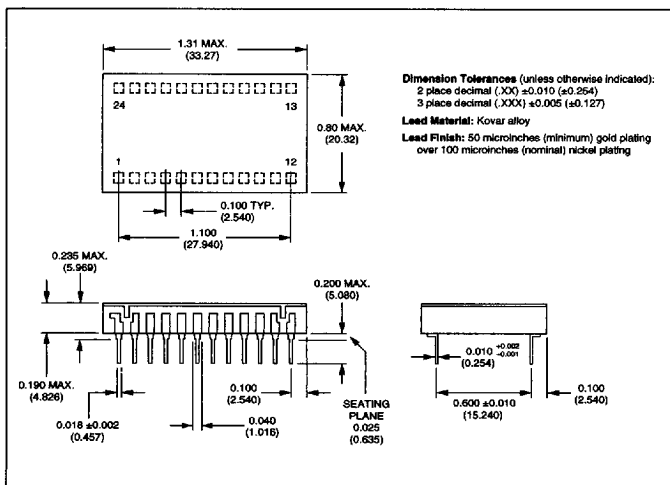 1.31 MAX.
(33.27)
24
13
0.80 MAX.
(20.32)
1
12
0.100 TYP.
(2.540)
1.100
(27.940)
Dimension Tolerances (unless otherwise indicated):
2 place decimal (.XX) ±0.010 (±0.254)
3 place decimal (.XXX) ±0.005 (±0.127)
Lead Material: Kovar alloy
Lead Finish: 50 microinches (minimum) gold plating
over 100 microinches (nominal) nickel plating
0.235 MAX.
(5.969)
0.200 MAX.
(5.080)
0.190 MAX.
(4.826)
0.018 ±0.002
(0.457)
0.040
(1.016)
0.100
(2.540)
SEATING
PLANE
0.025
(0.635)
0.010 +0.002
−0.001
(0.254)
0.600 ±0.010
(15.240)
0.100
(2.540)